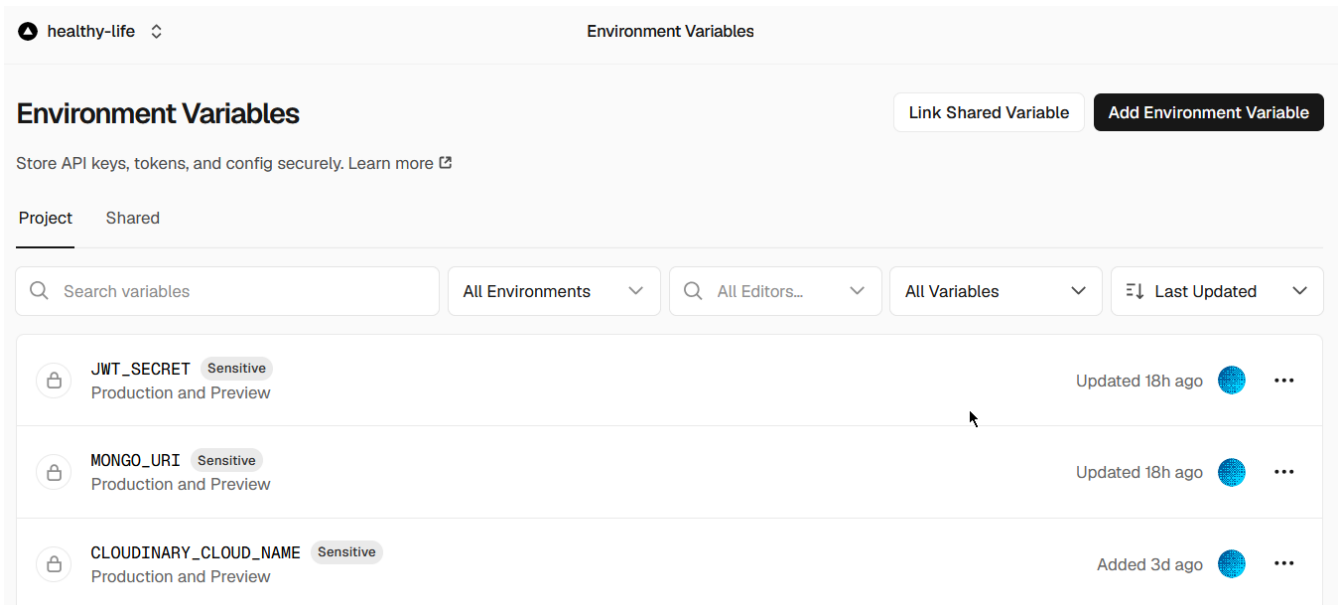 healthy-life
Environment Variables
Environment Variables
Link Shared Variable
Add Environment Variable
Store API keys, tokens, and config securely. Learn more
Project
Shared
Search variables
All Environments
All Editors...
All Variables
Last Updated
JWT_SECRET Sensitive
Production and Preview
Updated 18h ago
MONGO_URI Sensitive
Production and Preview
Updated 18h ago
CLOUDINARY_CLOUD_NAME Sensitive
Production and Preview
Added 3d ago